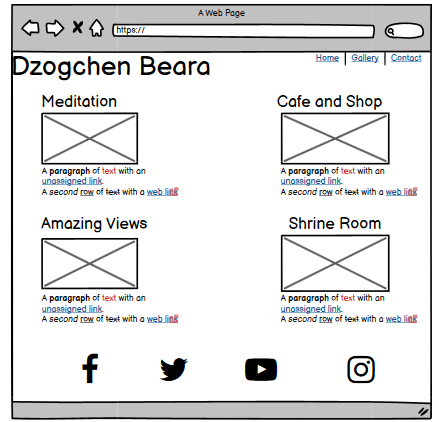 A Web Page
https://
Home | Gallery | Contact
Dzogchen Beara
Meditation
Cafe and Shop
A paragraph of text with an
unassigned link.
A second row of text with a web link
A paragraph of text with an
unassigned link.
A second row of text with a web link
Amazing Views
Shrine Room
A paragraph of text with an
unassigned link.
A second row of text with a web link
A paragraph of text with an
unassigned link.
A second row of text with a web link